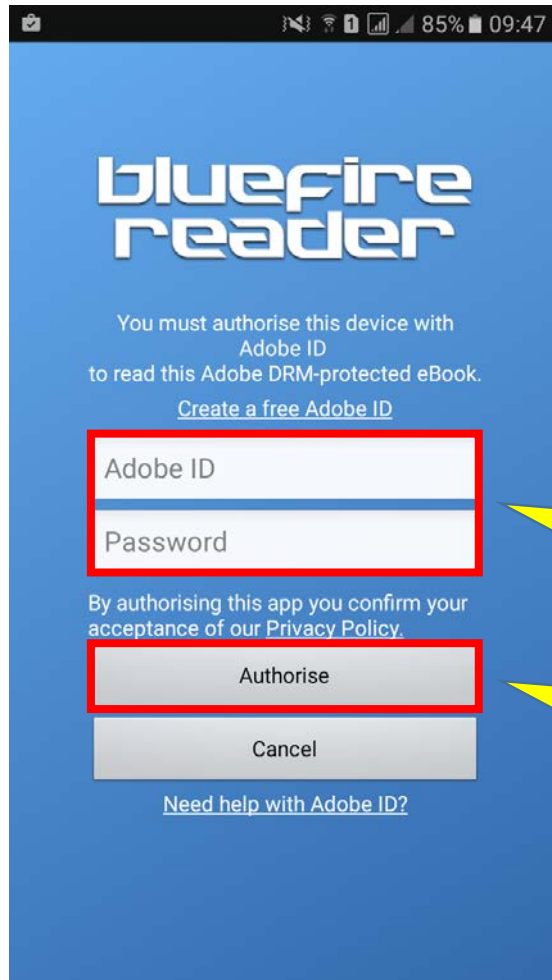 1 85% 09:47
bluefire
reader
You must authorise this device with
Adobe ID
to read this Adobe DRM-protected eBook.
Create a free Adobe ID
Adobe ID
Password
By authorising this app you confirm your
acceptance of our Privacy Policy.
Authorise
Cancel
Need help with Adobe ID?